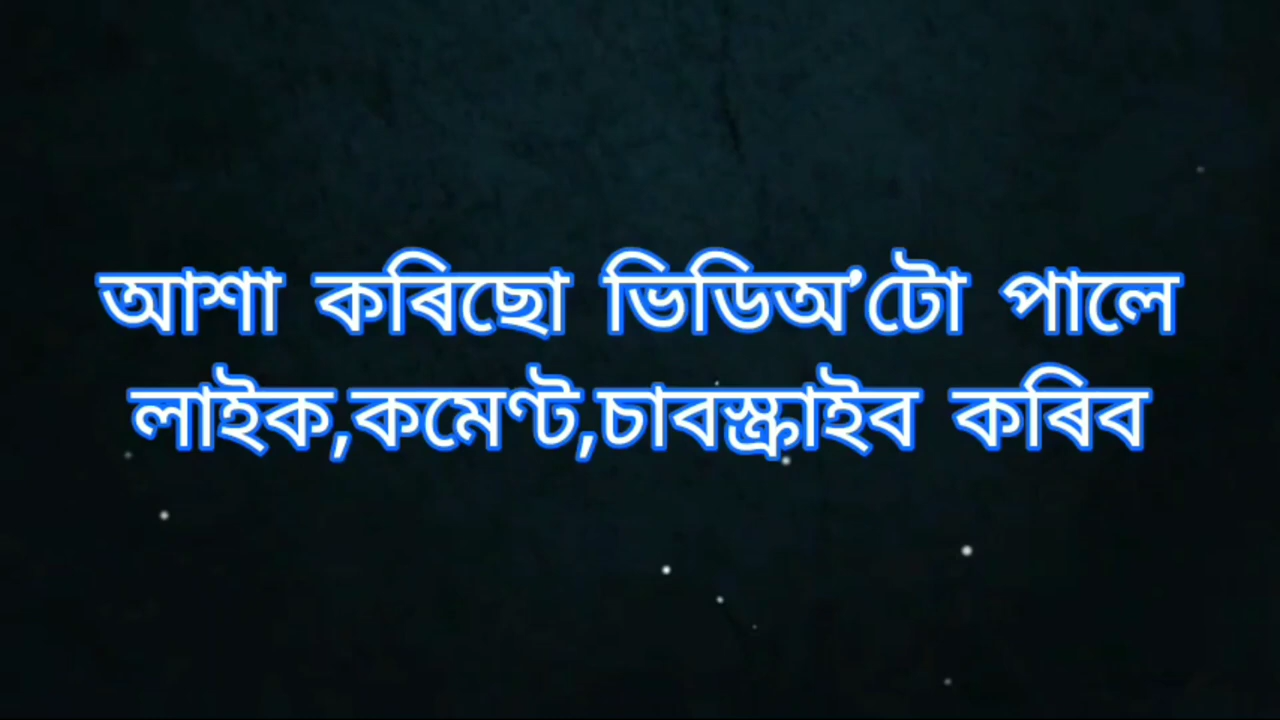 আশা কৰিছো ভিডিঅ’টো পালে
লাইক,কমেণ্ট,চাবস্ক্ৰাইব কৰিব